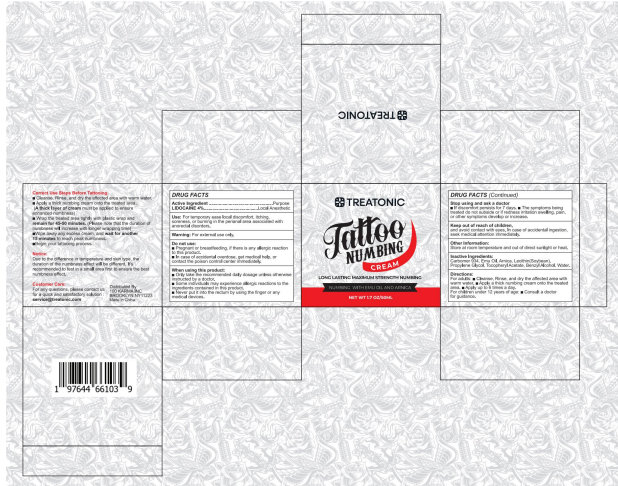 TREATONIC
Correct Use Steps Before Tattooing:
■ Cleanse, Rinse, and dry the affected area with warm water.
■ Apply a thick numbing cream onto the treated area.
(A thick layer of cream must be applied to ensure
enhanced numbness)
■ Wrap the treated area tightly with plastic wrap and
remain for 45-50 minutes. (Please note that the duration of
numbness will increase with longer wrapping time)
■Wipe away any excess cream, and wait for another
10 minutes to reach peak numbness.
■Begin your tattooing process
Notice:
Due to the difference in temperature and skin type, the
duration of the numbness effect will be different. It's
recommended to test in a small area first to ensure the best
numbness effect.
Customer Care
For any questions, please contact us
for a quick and satisfactory solution :
service@treatonic.com
Distributed By
BROOKLYN NY11223
Made in China
DRUG FACTS
Active Ingredient Purpose
LIDOCAINE 4% Local Anesthetic
Use: For temporary ease local discomfort, itching,
soreness, or burning in the perianal area associated with
anorectal disorders.
Warning: For external use only.
Do not use:
■ Pregnant or breastfeeding, if there is any allergic reaction
to the product.
■ In case of accidental overdose, get medical help, or
contact the poison control center immediately.
When using this product:
■ Only take the recommended daily dosage unless otherwise
instructed by a doctor.
■ Some individuals may experience allergic reactions to the
ingredients contained in this product.
■ Never put it into the rectum by using the finger or any
medical devices.
TREATONIC
Tattoo
NUMBING
CREAM
LONG LASTING MAXIMUM STRENGTH NUMBING
NUMBING WITH EMU OIL AND ARNICA
NET WT 1.7 OZ/50ML
DRUG FACTS (Continued)
Stop using and ask a doctor
■ If discomfort persists for 7 days. ■ The symptoms being
treated do not subside or if redness irritation swelling, pain,
or other symptoms develop or increase.
Keep out of reach of children,
and avoid contact with eyes. In case of accidental ingestion,
seek medical attention immediately.
Other Information:
Store at room temperature and out of direct sunlight or heat.
Inactive Ingredients:
Carbomer 934, Emu Oil, Arnica, Lecithin(Soybean),
Propylene Glycol, Tocopheryl Acetate, Benzyl Alcohol, Water,
Directions:
For adults: ■ Cleanse, Rinse, and dry the affected area with
warm water. ■ Apply a thick numbing cream onto the treated
area. ■ Apply up to 6 times a day.
For children under 12 years of age: ■ Consult a doctor
for guidance.
1 97644 66103 9